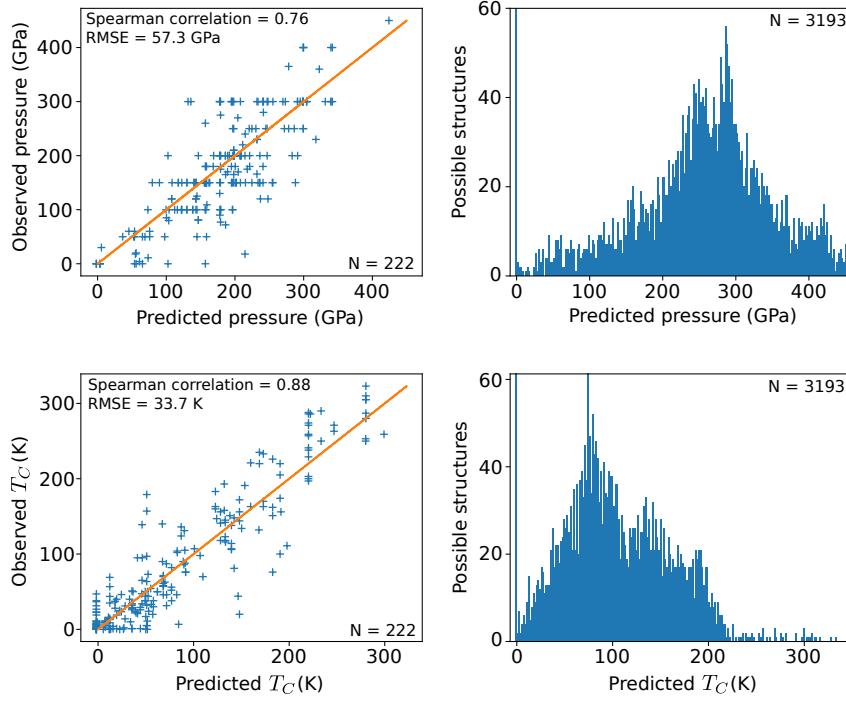 Spearman correlation = 0.76
RMSE = 57.3 GPa
N = 222
Observed pressure (GPa)
400
300
200
100
0
0 100 200 300 400
Predicted pressure (GPa)
N = 3193
Possible structures
60
40
20
0
0 100 200 300 400
Predicted pressure (GPa)
Spearman correlation = 0.88
RMSE = 33.7 K
N = 222
Observed T_C(K)
300
200
100
0
0 100 200 300
Predicted T_C(K)
N = 3193
Possible structures
60
40
20
0
0 100 200 300
Predicted T_C(K)